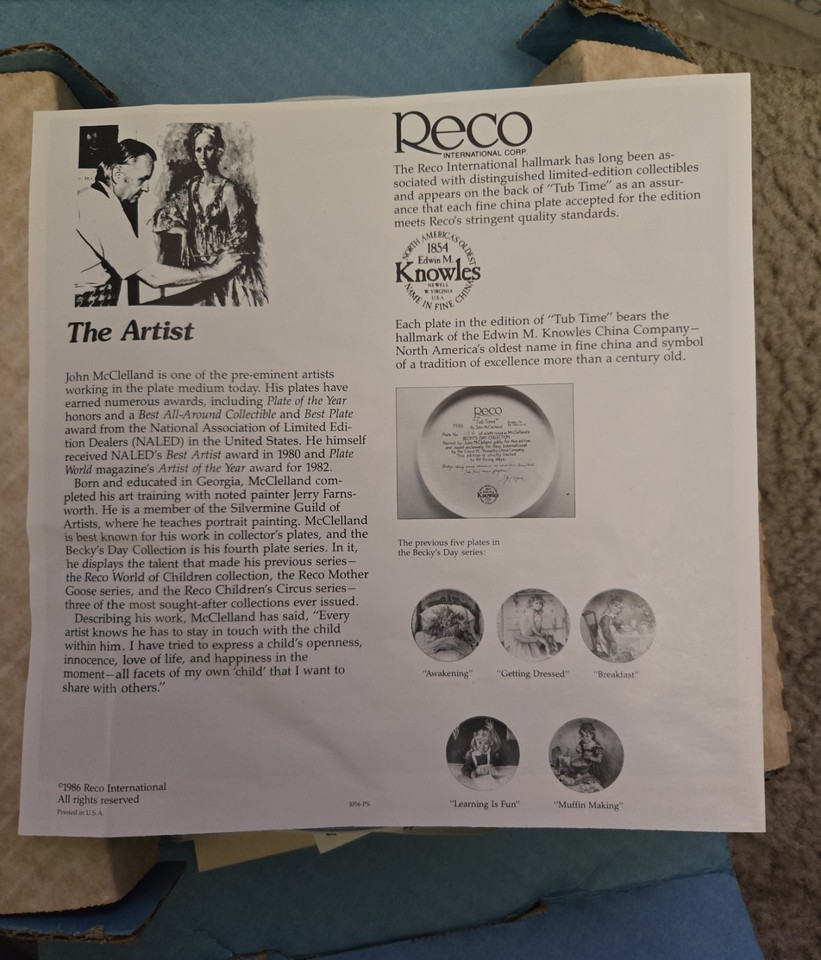 The Artist
John McClelland is one of the pre-eminent artists
working in the plate medium today. His plates have
earned numerous awards, including Plate of the Year
honors and a Best All-Around Collectible and Best Plate
award from the National Association of Limited Edi-
tion Dealers (NALED) in the United States. He himself
received NALED's Best Artist award in 1980 and Plate
World magazine's Artist of the Year award for 1982.
Born and educated in Georgia, McClelland com-
pleted his art training with noted painter Jerry Farns-
worth. He is a member of the Silvermine Guild of
Artists, where he teaches portrait painting. McClelland
is best known for his work in collector's plates, and the
Becky's Day Collection is his fourth plate series. In it,
he displays the talent that made his previous series—
the Reco World of Children collection, the Reco Mother
Goose series, and the Reco Children's Circus series—
three of the most sought-after collections ever issued.
Describing his work, McClelland has said, "Every
artist knows he has to stay in touch with the child
within him. I have tried to express a child's openness,
innocence, love of life, and happiness in the
moment—all facets of my own 'child' that I want to
share with others."
©1986 Reco International
All rights reserved
Printed in U.S.A.
1056-PS
Reco
INTERNATIONAL CORP.
The Reco International hallmark has long been as-
sociated with distinguished limited-edition collectibles
and appears on the back of "Tub Time" as an assur-
ance that each fine china plate accepted for the edition
meets Reco's stringent quality standards.
NORTH AMERICA'S OLDEST
1854
Edwin M.
Knowles
NEWELL
W VIRGINIA
U.S.A.
NAME IN FINE CHINA
Each plate in the edition of "Tub Time" bears the
hallmark of the Edwin M. Knowles China Company—
North America's oldest name in fine china and symbol
of a tradition of excellence more than a century old.
Reco
"Tub Time"
By John McClelland
BECKY'S DAY COLLECTION
Knowles
The previous five plates in
the Becky's Day series:
"Awakening"
"Getting Dressed"
"Breakfast"
"Learning Is Fun"
"Muffin Making"